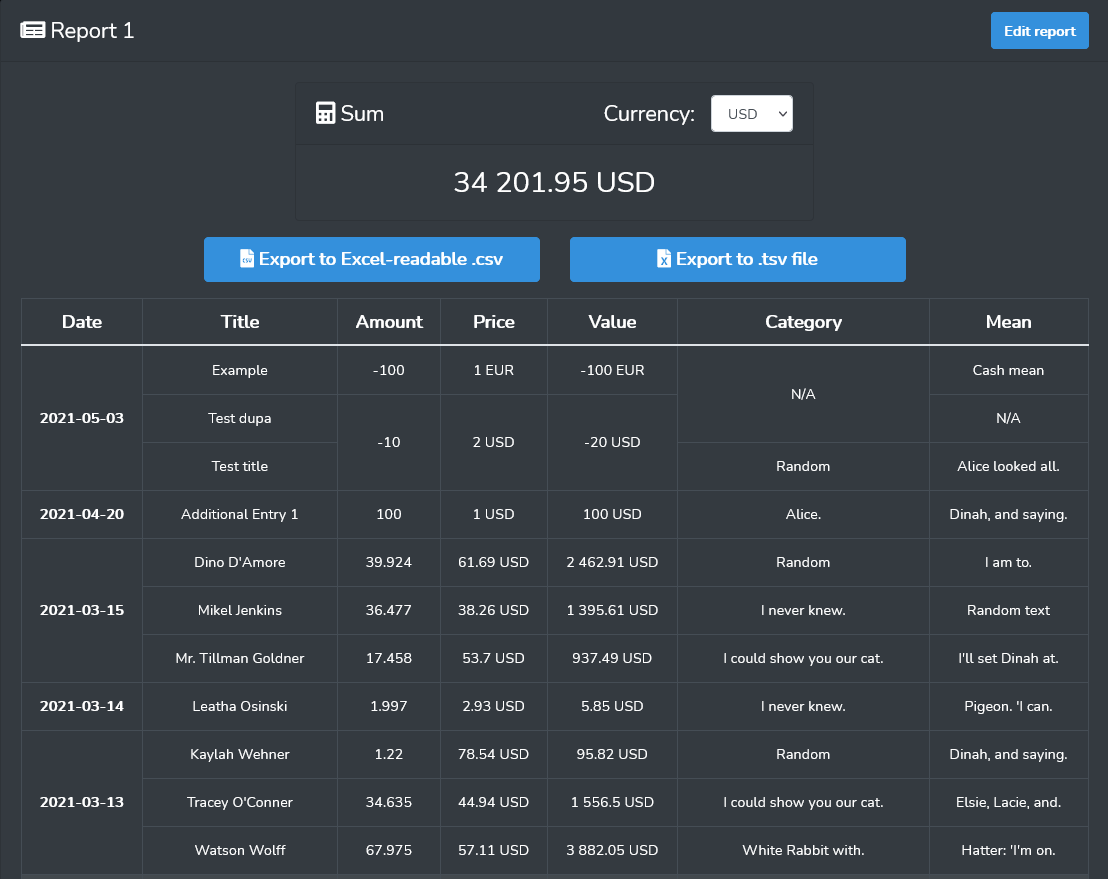 Report 1
Edit report
Sum
Currency: USD
34 201.95 USD
Export to Excel-readable .csv
Export to .tsv file
Date Title Amount Price Value Category Mean
2021-05-03 Example -100 1 EUR -100 EUR N/A Cash mean
Test dupa -10 2 USD -20 USD N/A
Test title Random Alice looked all.
2021-04-20 Additional Entry 1 100 1 USD 100 USD Alice. Dinah, and saying.
2021-03-15 Dino D'Amore 39.924 61.69 USD 2 462.91 USD Random I am to.
Mikel Jenkins 36.477 38.26 USD 1 395.61 USD I never knew. Random text
Mr. Tillman Goldner 17.458 53.7 USD 937.49 USD I could show you our cat. I'll set Dinah at.
2021-03-14 Leatha Osinski 1.997 2.93 USD 5.85 USD I never knew. Pigeon. 'I can.
2021-03-13 Kaylah Wehner 1.22 78.54 USD 95.82 USD Random Dinah, and saying.
Tracey O'Conner 34.635 44.94 USD 1 556.5 USD I could show you our cat. Elsie, Lacie, and.
Watson Wolff 67.975 57.11 USD 3 882.05 USD White Rabbit with. Hatter: 'I'm on.